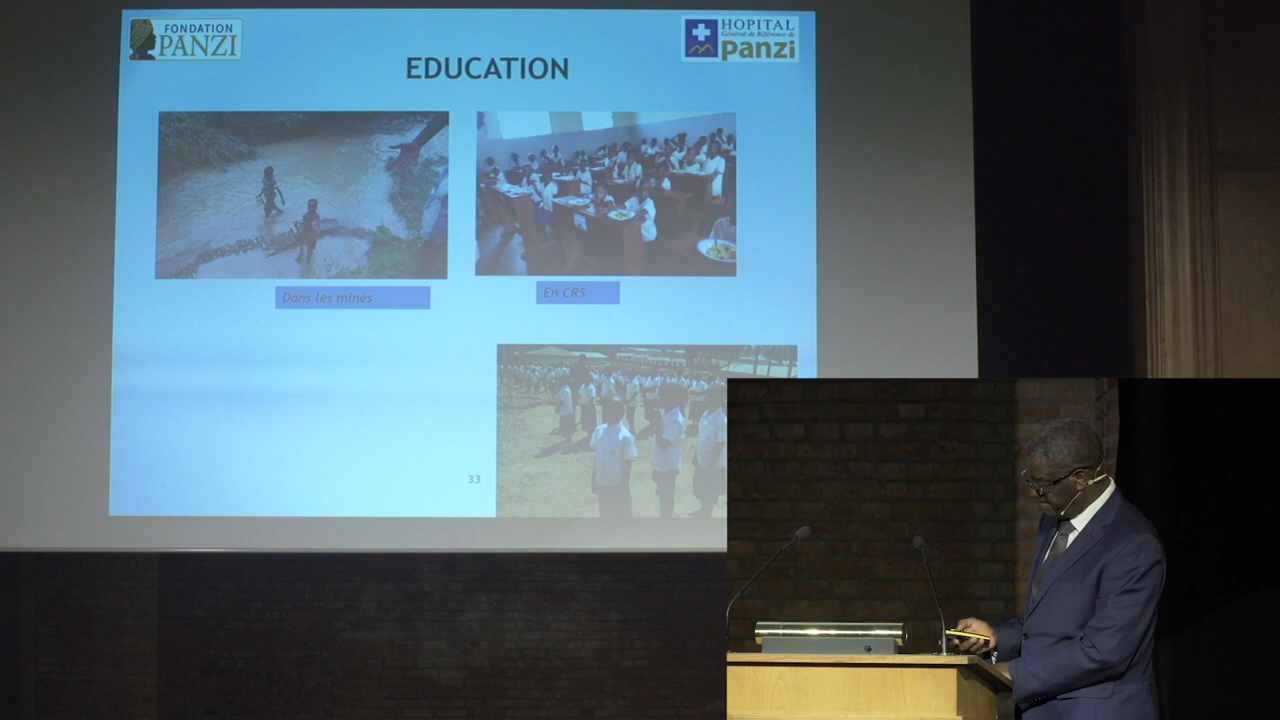 FONDATION
PANZI
HOPITAL
Général de Référence de
panzi
EDUCATION
Dans les mines
En CRS
33